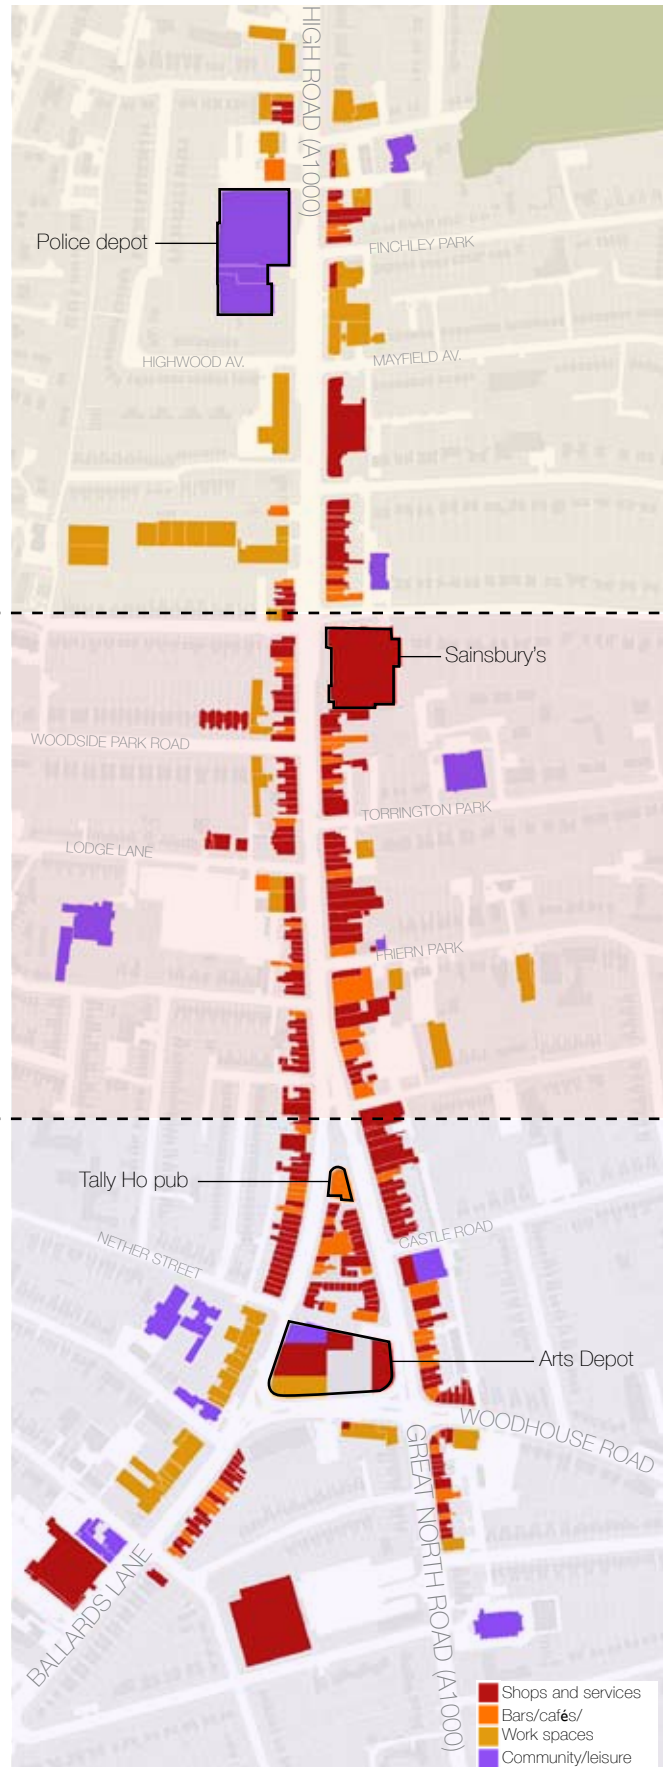 HIGH ROAD (A1000)
Police depot
FINCHLEY PARK
HIGHWOOD AV.
MAYFIELD AV.
Sainsbury's
WOODSIDE PARK ROAD
TORRINGTON PARK
LODGE LANE
FRIERN PARK
Tally Ho pub
CASTLE ROAD
NETHER STREET
Arts Depot
WOODHOUSE ROAD
GREAT NORTH ROAD (A1000)
BALLARDS LANE
Shops and services
Bars/cafés/
Work spaces
Community/leisure